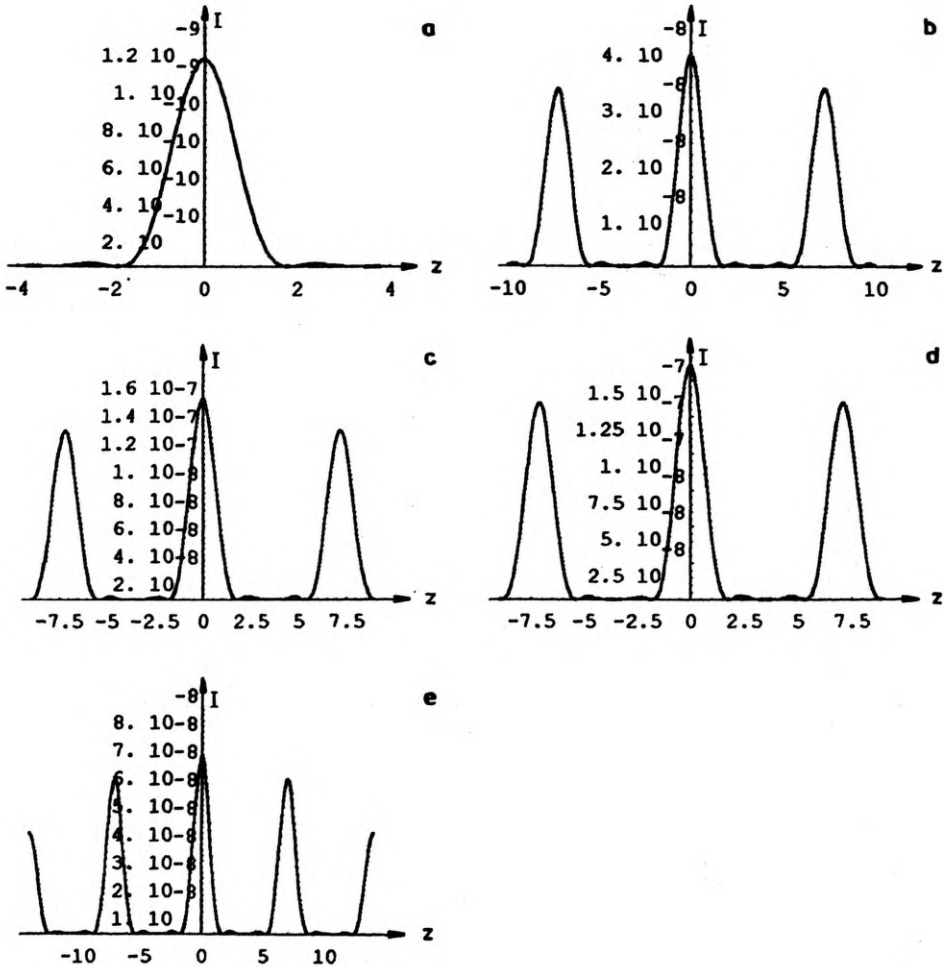 a
I
-9
1.2 10
-9
1. 10
-10
8. 10
-10
6. 10
-10
4. 10
-10
2. 10
z
-4 -2 0 2 4
b
-8 I
4. 10
-8
3. 10
-8
2. 10
-8
1. 10
z
-10 -5 0 5 10
c
I
1.6 10-7
1.4 10-7
1.2 10-7
1. 10-8
8. 10-8
6. 10-8
4. 10-8
2. 10
z
-7.5 -5 -2.5 0 2.5 5 7.5
d
-7 I
1.5 10
-7
1.25 10
-7
1. 10
-8
7.5 10
-8
5. 10
-8
2.5 10
z
-7.5 -5 -2.5 0 2.5 5 7.5
e
-8 I
8. 10-8
7. 10-8
6. 10-8
5. 10-8
4. 10-8
3. 10-8
2. 10-8
1. 10
z
-10 -5 0 5 10